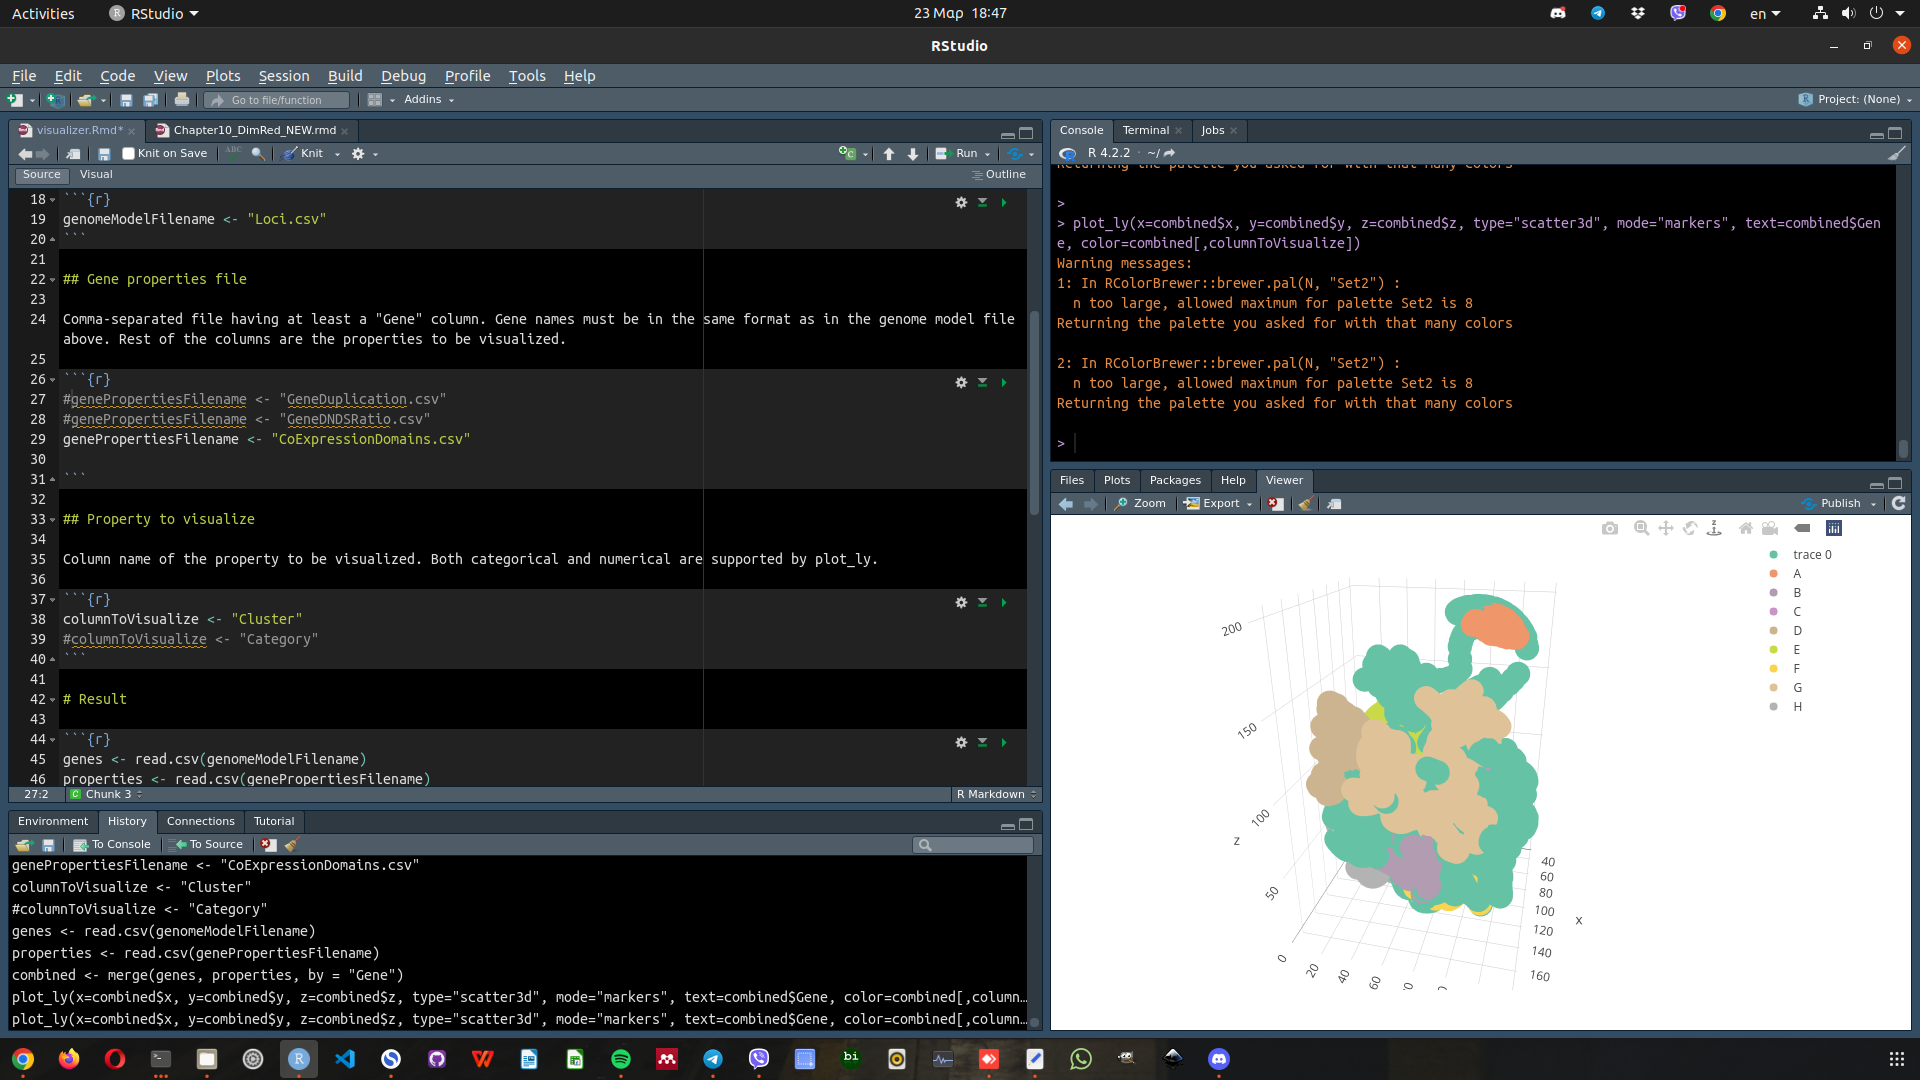 Activities
RStudio
23 Μαρ 18:47
en
RStudio
File Edit Code View Plots Session Build Debug Profile Tools Help
Go to file/function
Addins
Project: (None)
visualizer.Rmd*
Chapter10_DimRed_NEW.rmd
Knit on Save
ABC
Knit
Run
Source
Visual
Outline
18 ```{r}
19 genomeModelFilename <- "Loci.csv"
20 ```
21
22 ## Gene properties file
23
24 Comma-separated file having at least a "Gene" column. Gene names must be in the same format as in the genome model file
above. Rest of the columns are the properties to be visualized.
25
26 ```{r}
27 #genePropertiesFilename <- "GeneDuplication.csv"
28 #genePropertiesFilename <- "GeneDNDSRatio.csv"
29 genePropertiesFilename <- "CoExpressionDomains.csv"
30
31 ```
32
33 ## Property to visualize
34
35 Column name of the property to be visualized. Both categorical and numerical are supported by plot_ly.
36
37 ```{r}
38 columnToVisualize <- "Cluster"
39 #columnToVisualize <- "Category"
40 ```
41
42 # Result
43
44 ```{r}
45 genes <- read.csv(genomeModelFilename)
46 properties <- read.csv(genePropertiesFilename)
27:2
C Chunk 3
R Markdown
Environment
History
Connections
Tutorial
To Console
To Source
genePropertiesFilename <- "CoExpressionDomains.csv"
columnToVisualize <- "Cluster"
#columnToVisualize <- "Category"
genes <- read.csv(genomeModelFilename)
properties <- read.csv(genePropertiesFilename)
combined <- merge(genes, properties, by = "Gene")
plot_ly(x=combined$x, y=combined$y, z=combined$z, type="scatter3d", mode="markers", text=combined$Gene, color=combined[,column…
plot_ly(x=combined$x, y=combined$y, z=combined$z, type="scatter3d", mode="markers", text=combined$Gene, color=combined[,column…
Console
Terminal
Jobs
R 4.2.2 · ~/
Returning the palette you asked for with that many colors
>
> plot_ly(x=combined$x, y=combined$y, z=combined$z, type="scatter3d", mode="markers", text=combined$Gen
e, color=combined[,columnToVisualize])
Warning messages:
1: In RColorBrewer::brewer.pal(N, "Set2") :
n too large, allowed maximum for palette Set2 is 8
Returning the palette you asked for with that many colors
2: In RColorBrewer::brewer.pal(N, "Set2") :
n too large, allowed maximum for palette Set2 is 8
Returning the palette you asked for with that many colors
>
Files
Plots
Packages
Help
Viewer
Zoom
Export
Publish
trace 0
A
B
C
D
E
F
G
H
200
150
100
50
z
0
20
40
60
40
60
80
100
120
140
160
x